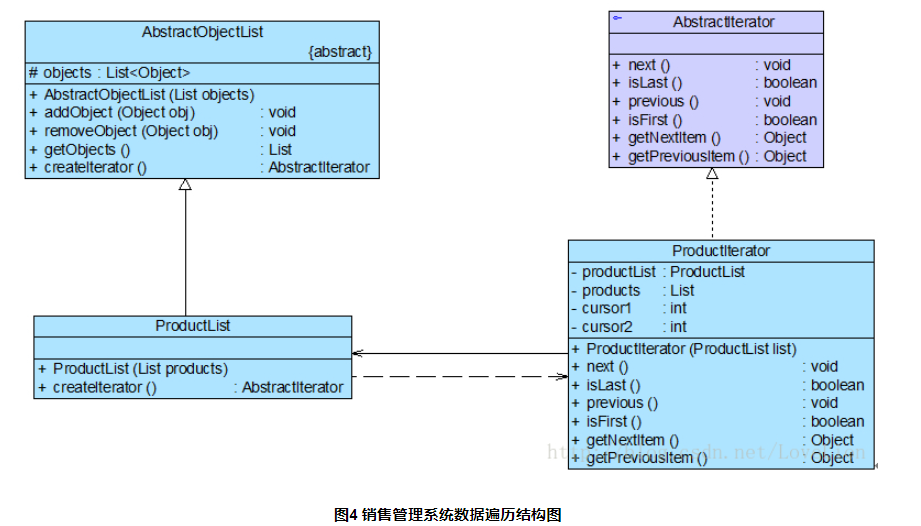 AbstractObjectList
{abstract}
# objects : List<Object>
+ AbstractObjectList (List objects)
+ addObject (Object obj) : void
+ removeObject (Object obj) : void
+ getObjects () : List
+ createIterator () : AbstractIterator
AbstractIterator
+ next () : void
+ isLast () : boolean
+ previous () : void
+ isFirst () : boolean
+ getNextItem () : Object
+ getPreviousItem () : Object
ProductList
+ ProductList (List products)
+ createIterator () : AbstractIterator
ProductIterator
- productList : ProductList
- products : List
- cursor1 : int
- cursor2 : int
+ ProductIterator (ProductList list)
+ next () : void
+ isLast () : boolean
+ previous () : void
+ isFirst () : boolean
+ getNextItem () : Object
+ getPreviousItem () : Object
图4 销售管理系统数据遍历结构图